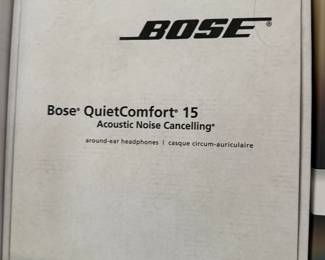 BOSE®
Bose® QuietComfort® 15
Acoustic Noise Cancelling®
around-ear headphones | casque circum-auriculaire